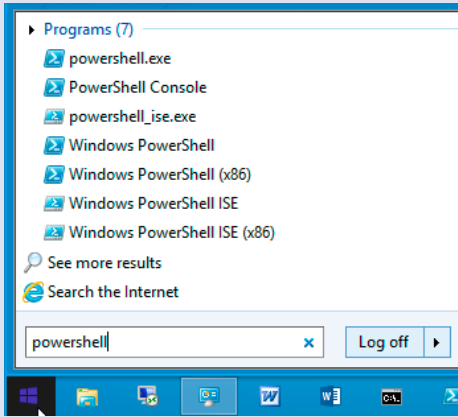 Programs (7)
powershell.exe
PowerShell Console
powershell_ise.exe
Windows PowerShell
Windows PowerShell (x86)
Windows PowerShell ISE
Windows PowerShell ISE (x86)
See more results
Search the Internet
powershell
Log off
C:\.